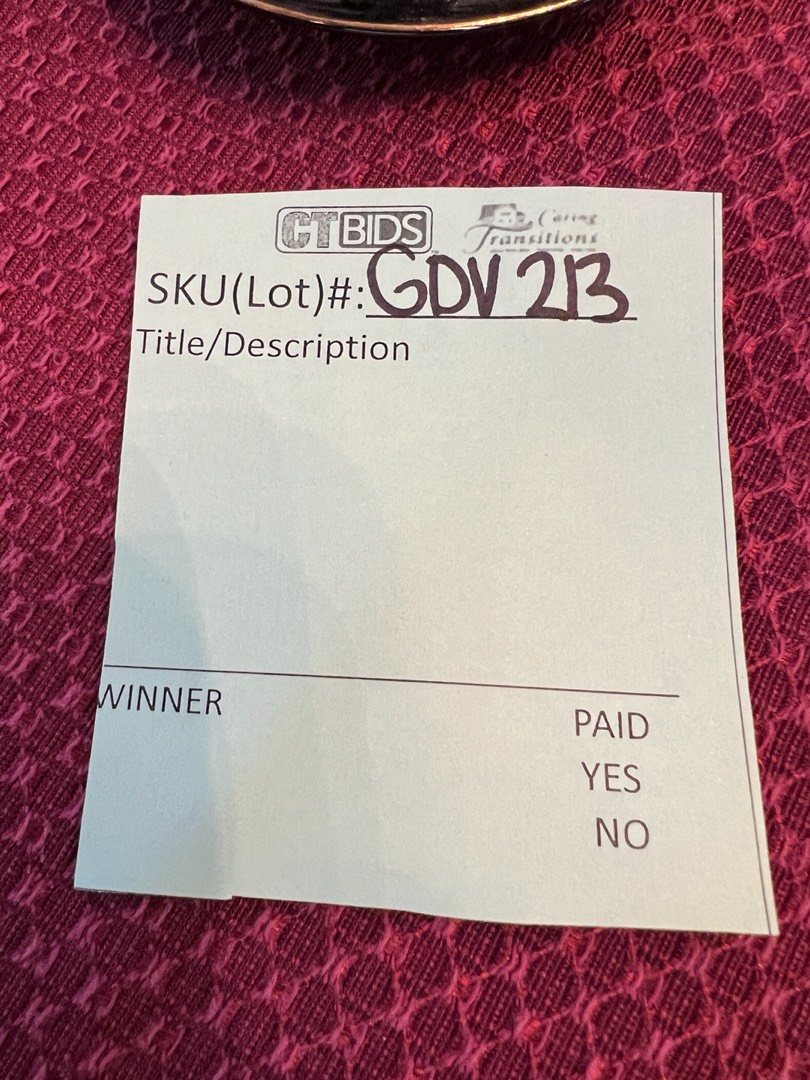 CTBIDS Caring Transitions
SKU(Lot)#: GDV 213
Title/Description
WINNER
PAID
YES
NO